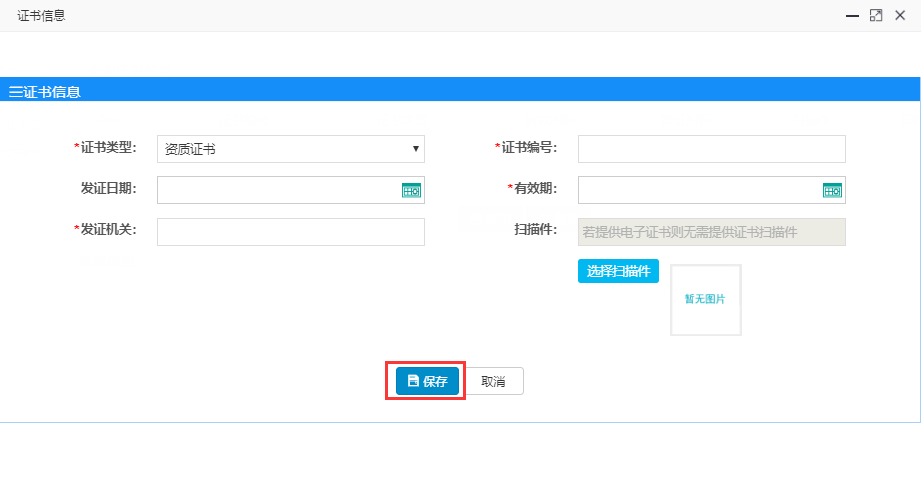 证书信息
证书信息
*证书类型: 资质证书 *证书编号:
发证日期: *有效期:
*发证机关: 扫描件: 若提供电子证书则无需提供证书扫描件
选择扫描件 暂无图片
保存 取消